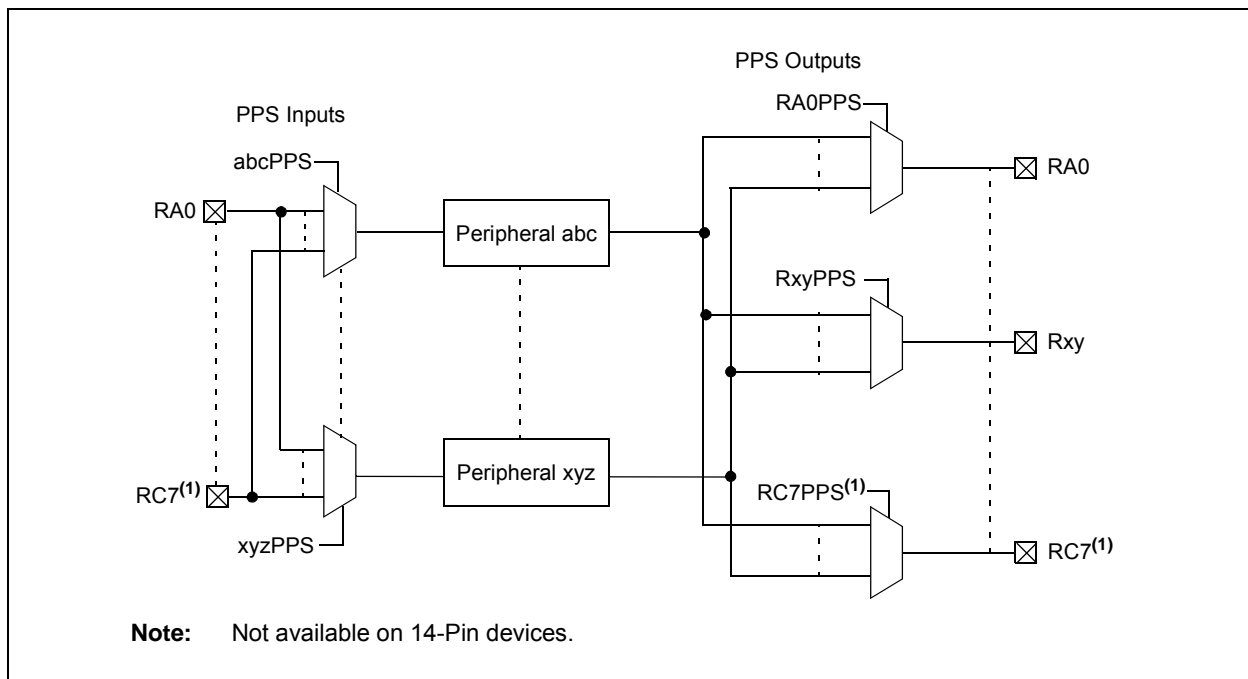 PPS Outputs
RA0PPS
PPS Inputs
abcPPS
RA0
RA0
Peripheral abc
RxyPPS
Rxy
Peripheral xyz
RC7(1)
RC7PPS(1)
xyzPPS
RC7(1)
Note: Not available on 14-Pin devices.